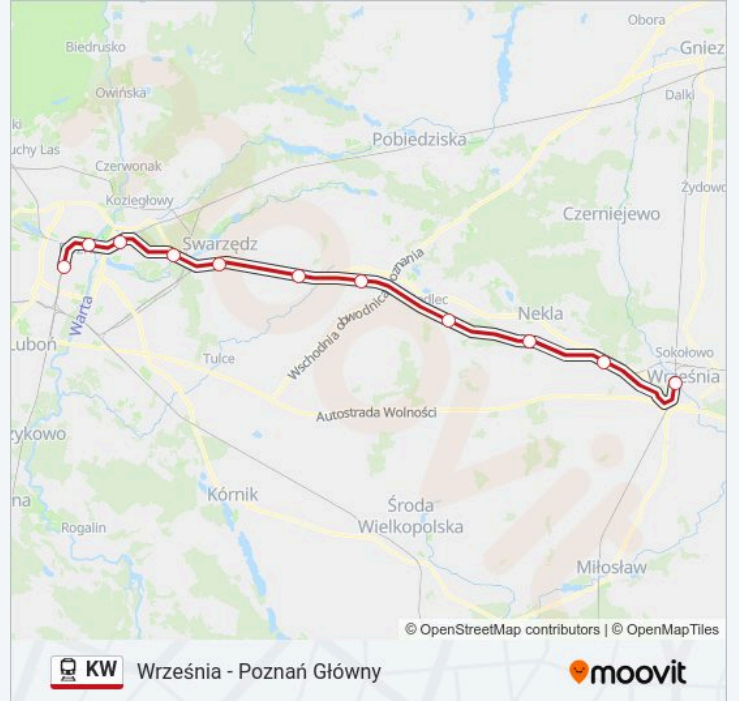 Obora
Biedrusko
Gniez
Owińska
Dalki
ki
Pobiedziska
uchy Las
Czerwonak
Żydowo
Koziegłowy
Czerniejewo
Swarzędz
Wschodnia obwodnica Poznania
dlec
Warta
Nekla
Luboń
Sokołowo
Tulce
Września
Autostrada Wolności
zykowo
Kórnik
na
Środa
Wielkopolska
Rogalin
Miłosław
© OpenStreetMap contributors | © OpenMapTiles
KW Września - Poznań Główny
moovit